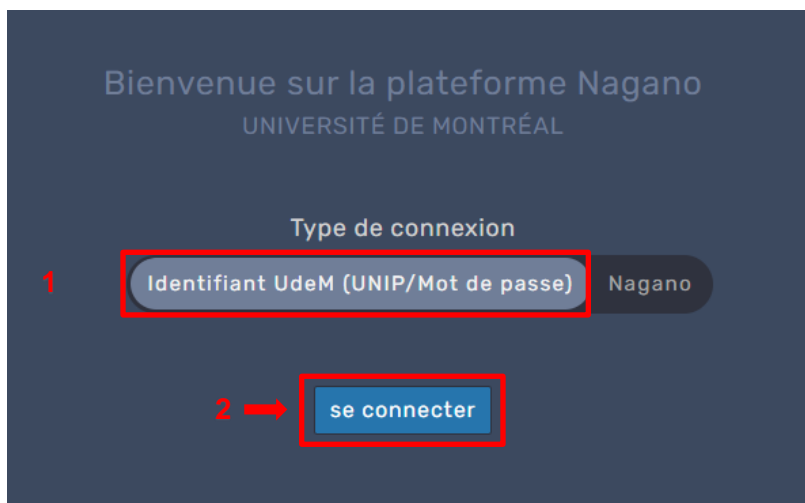 Bienvenue sur la plateforme Nagano
UNIVERSITÉ DE MONTRÉAL
Type de connexion
1 Identifiant UdeM (UNIP/Mot de passe) Nagano
2 se connecter